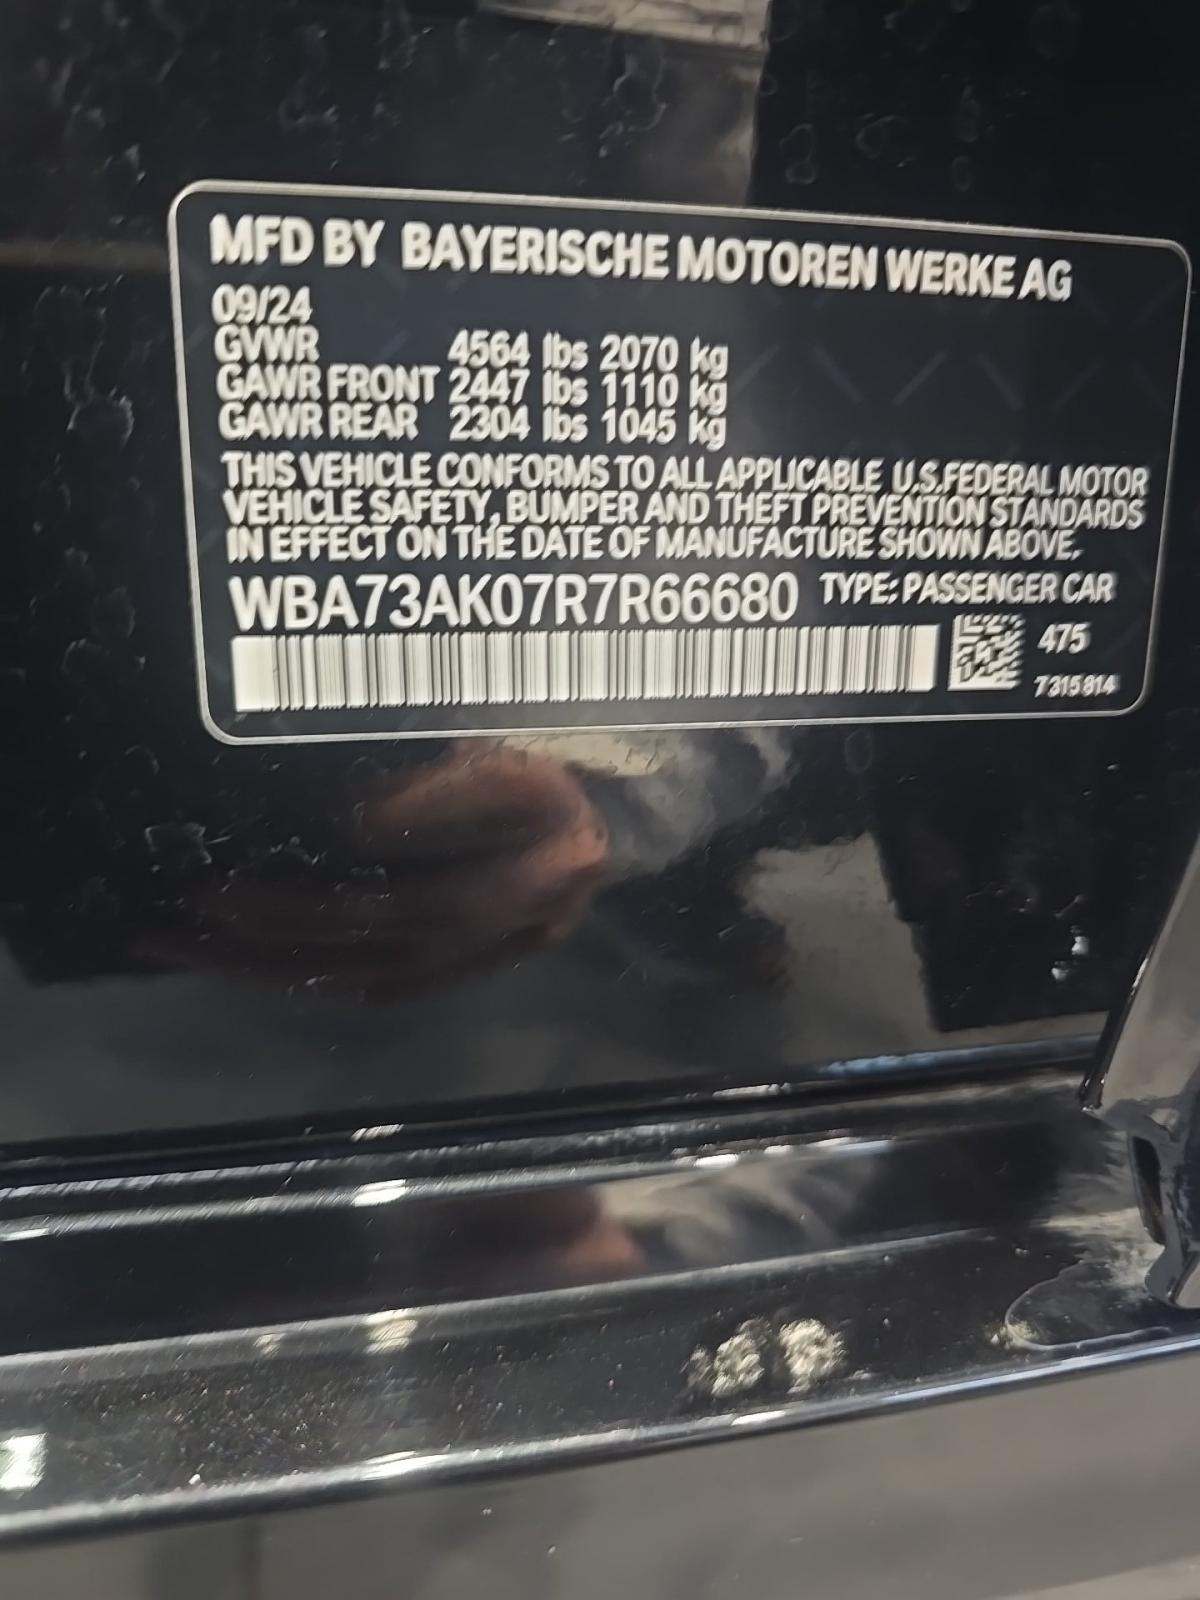 MFD BY BAYERISCHE MOTOREN WERKE AG
09/24
GVWR 4564 lbs 2070 kg
GAWR FRONT 2447 lbs 1110 kg
GAWR REAR 2304 lbs 1045 kg
THIS VEHICLE CONFORMS TO ALL APPLICABLE U.S.FEDERAL MOTOR
VEHICLE SAFETY, BUMPER AND THEFT PREVENTION STANDARDS
IN EFFECT ON THE DATE OF MANUFACTURE SHOWN ABOVE.
WBA73AK07R7R66680 TYPE: PASSENGER CAR
475
7315814